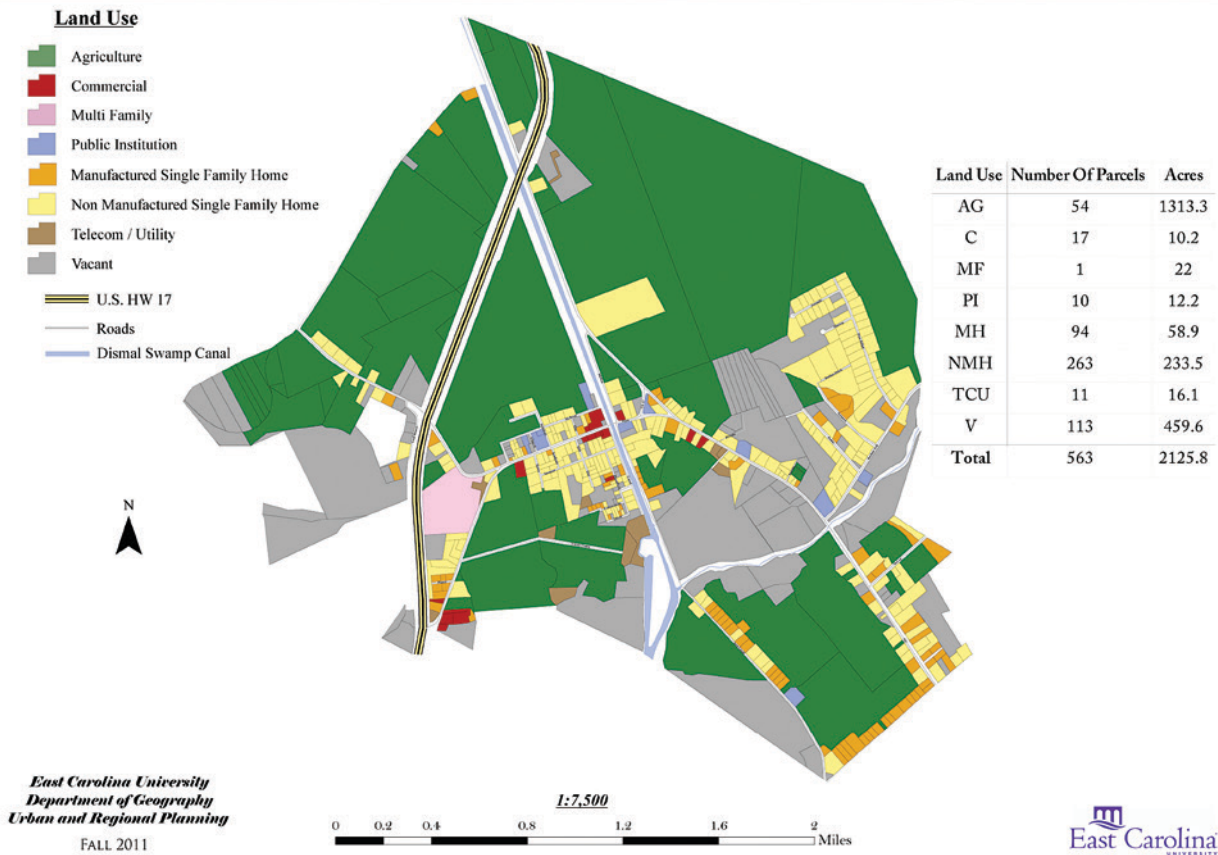 Land Use
Agriculture
Commercial
Multi Family
Public Institution
Manufactured Single Family Home
Non Manufactured Single Family Home
Telecom / Utility
Vacant
U.S. HW 17
Roads
Dismal Swamp Canal
Land Use Number Of Parcels Acres
AG 54 1313.3
C 17 10.2
MF 1 22
PI 10 12.2
MH 94 58.9
NMH 263 233.5
TCU 11 16.1
V 113 459.6
Total 563 2125.8
N
East Carolina University
Department of Geography
Urban and Regional Planning
FALL 2011
1:7,500
0 0.2 0.4 0.8 1.2 1.6 2
Miles
East Carolina
UNIVERSITY